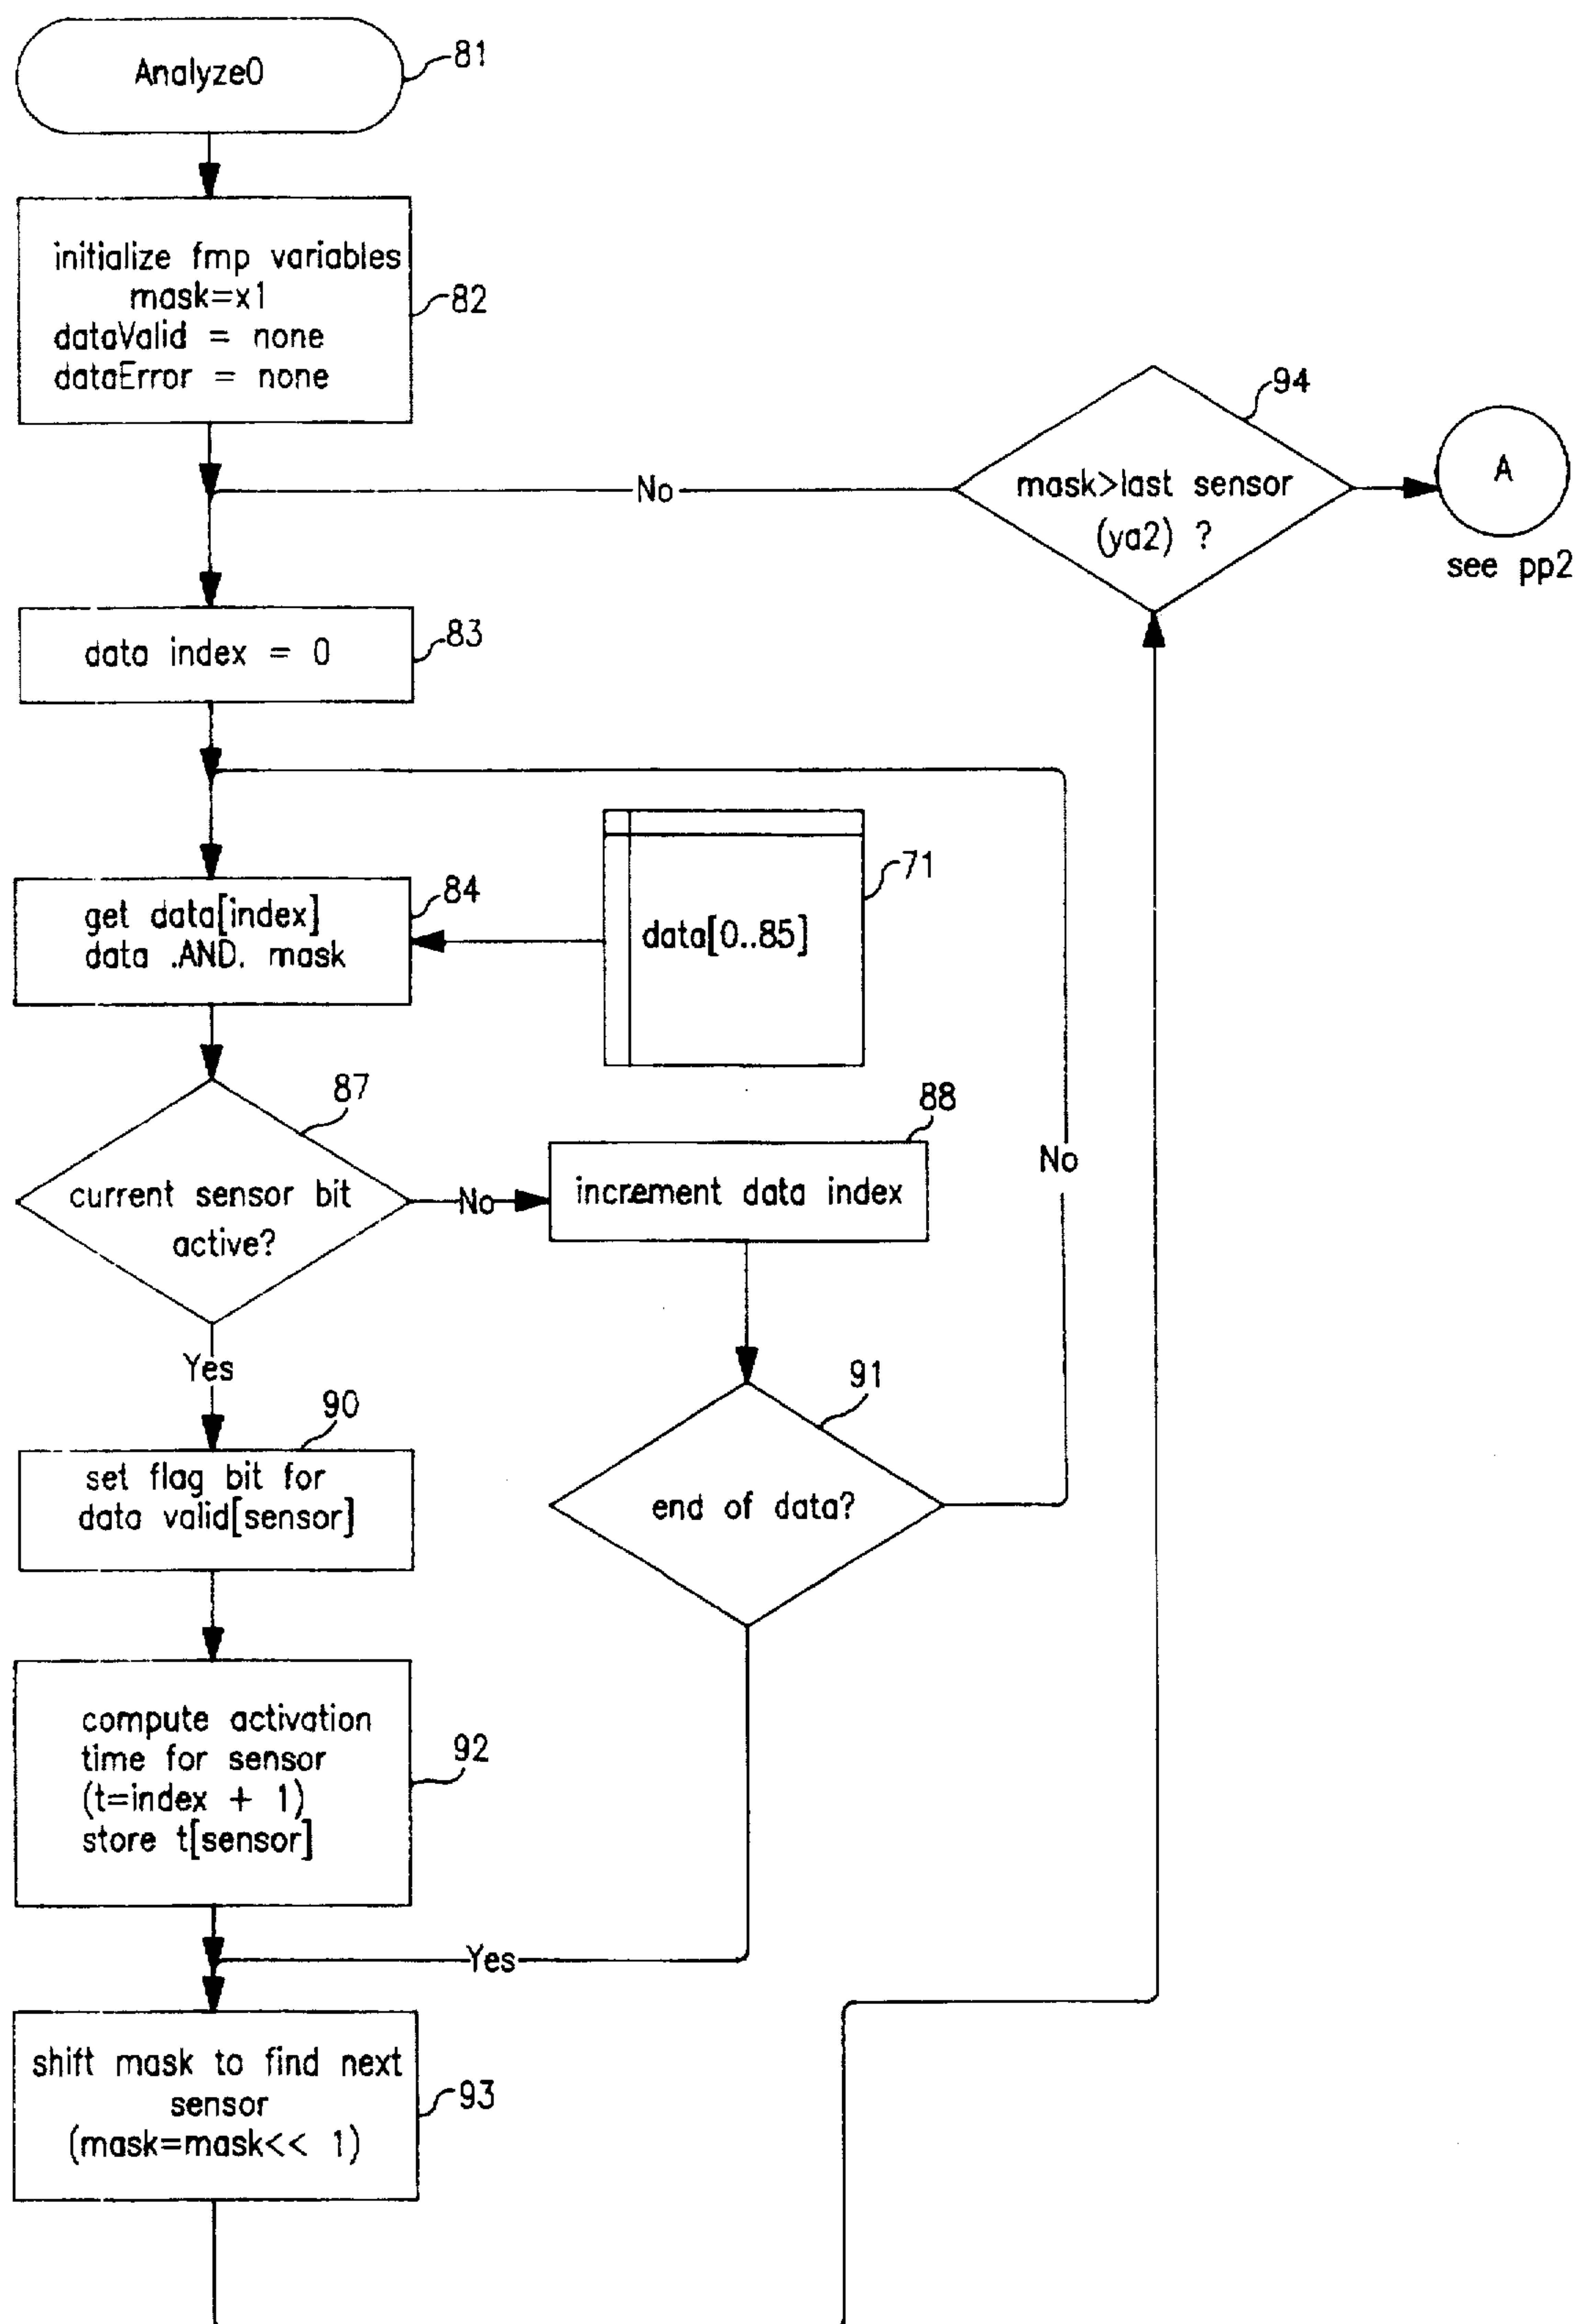 Analyze0
81
initialize fmp variables
mask=x1
dataValid = none
dataError = none
82
94
mask>last sensor
(ya2) ?
A
see pp2
No
data index = 0
83
71
data[0..85]
get data[index]
data .AND. mask
84
87
current sensor bit
active?
No
88
increment data index
No
Yes
91
end of data?
90
set flag bit for
data valid[sensor]
compute activation
time for sensor
(t=index + 1)
store t[sensor]
92
Yes
shift mask to find next
sensor
(mask=mask<< 1)
93